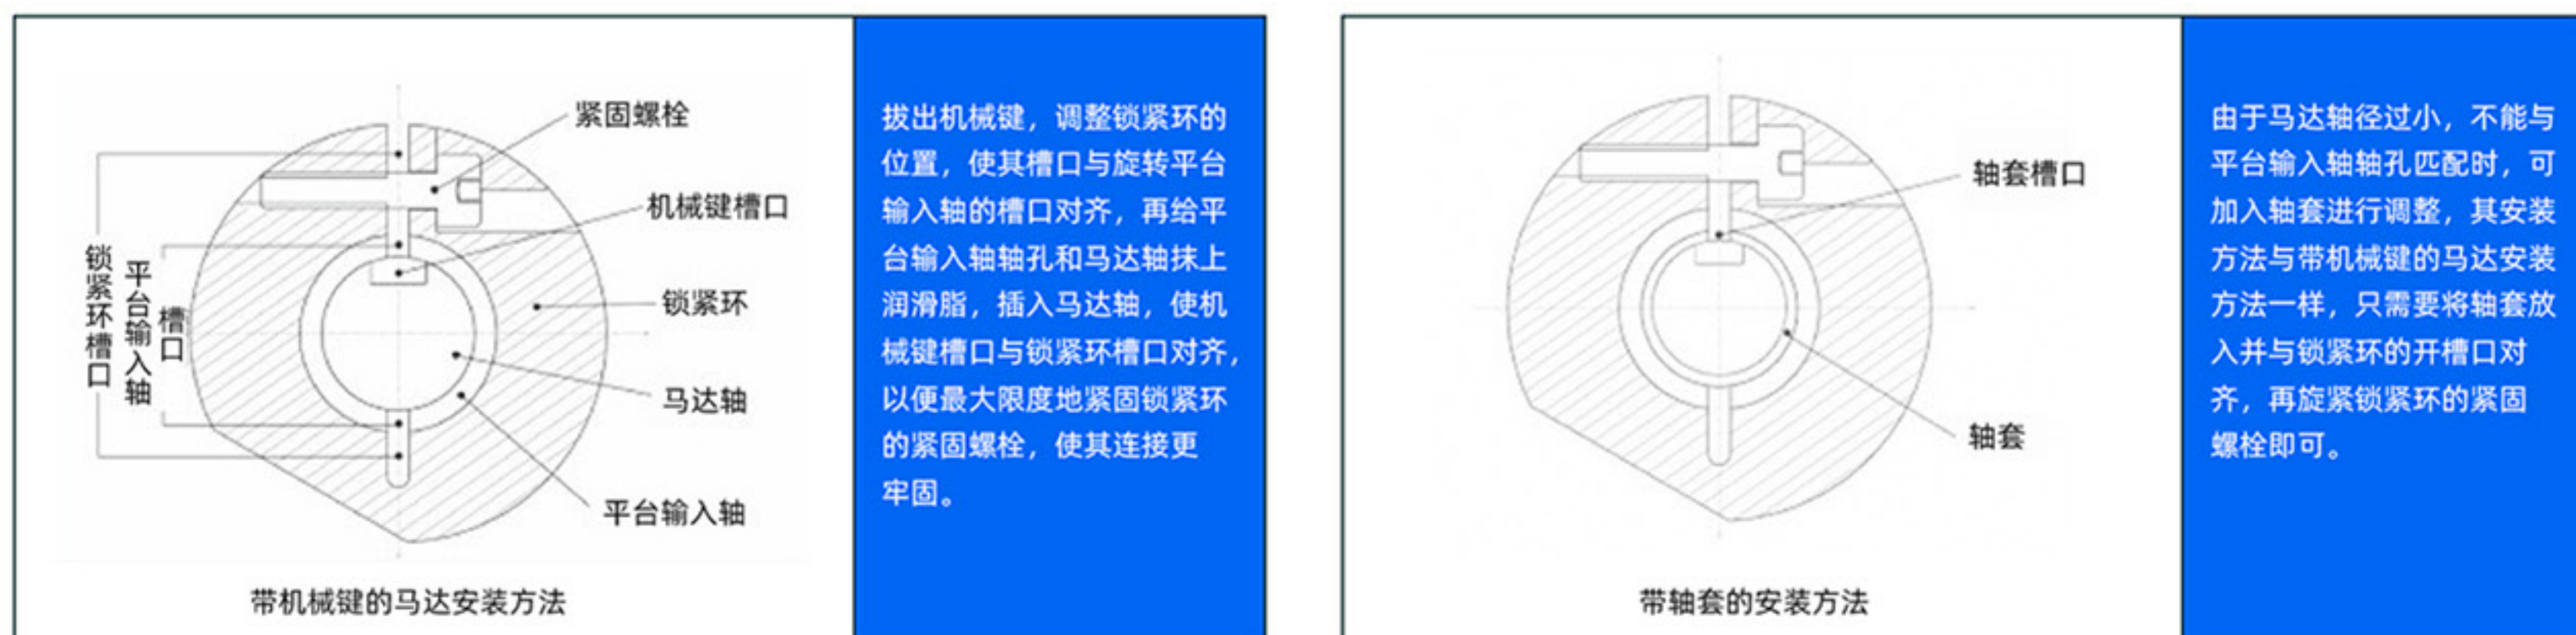 紧固螺栓
机械键槽口
锁紧环
马达轴
平台输入轴
锁紧环槽口
平台输入轴
槽口
带机械键的马达安装方法
拔出机械键，调整锁紧环的
位置，使其槽口与旋转平台
输入轴的槽口对齐，再给平
台输入轴轴孔和马达轴抹上
润滑脂，插入马达轴，使机
械键槽口与锁紧环槽口对齐，
以便最大限度地紧固锁紧环
的紧固螺栓，使其连接更
牢固。
轴套槽口
轴套
带轴套的安装方法
由于马达轴径过小，不能与
平台输入轴轴孔匹配时，可
加入轴套进行调整，其安装
方法与带机械键的马达安装
方法一样，只需要将轴套放
入并与锁紧环的开槽口对
齐，再旋紧锁紧环的紧固
螺栓即可。